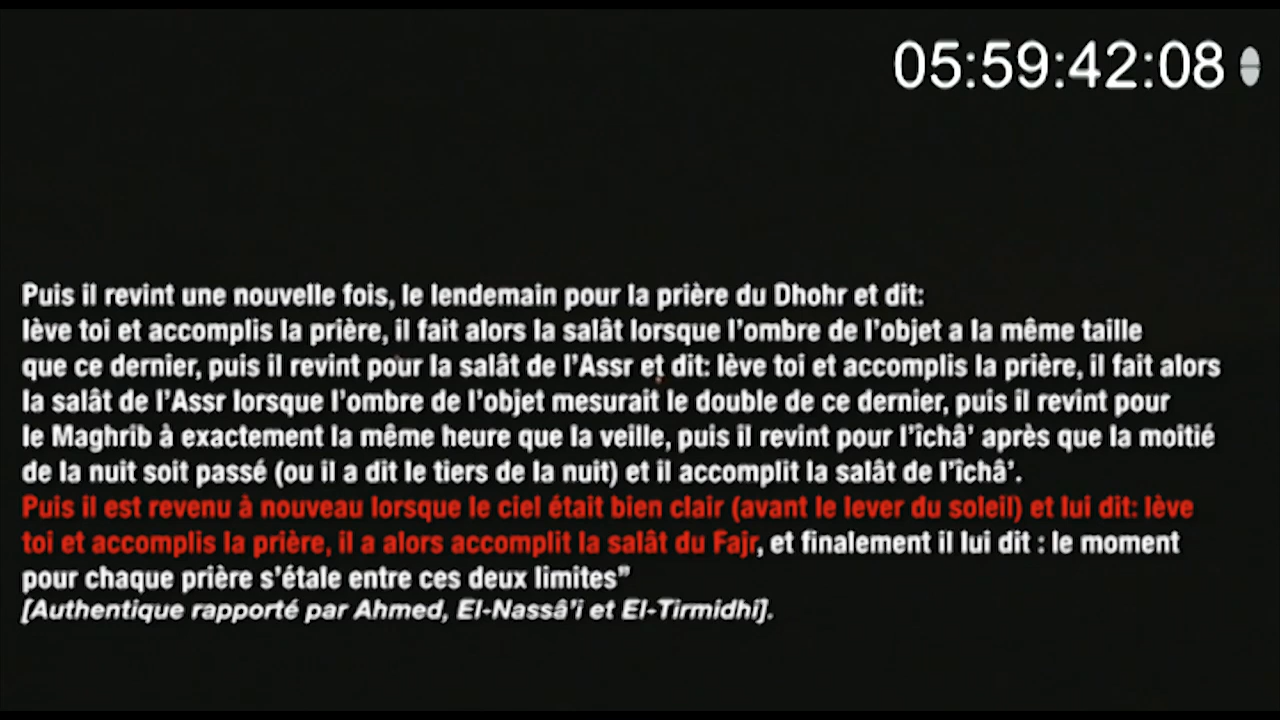 05:59:42:08
Puis il revint une nouvelle fois, le lendemain pour la prière du Dhohr et dit:
lève toi et accomplis la prière, il fait alors la salât lorsque l'ombre de l'objet a la même taille
que ce dernier, puis il revint pour la salât de l'Assr et dit: lève toi et accomplis la prière, il fait alors
la salât de l'Assr lorsque l'ombre de l'objet mesurait le double de ce dernier, puis il revint pour
le Maghrib à exactement la même heure que la veille, puis il revint pour l'îchâ' après que la moitié
de la nuit soit passé (ou il a dit le tiers de la nuit) et il accomplit la salât de l'îchâ'.
Puis il est revenu à nouveau lorsque le ciel était bien clair (avant le lever du soleil) et lui dit: lève
toi et accomplis la prière, il a alors accomplit la salât du Fajr, et finalement il lui dit : le moment
pour chaque prière s'étale entre ces deux limites"
[Authentique rapporté par Ahmed, El-Nassâ'i et El-Tirmidhi].